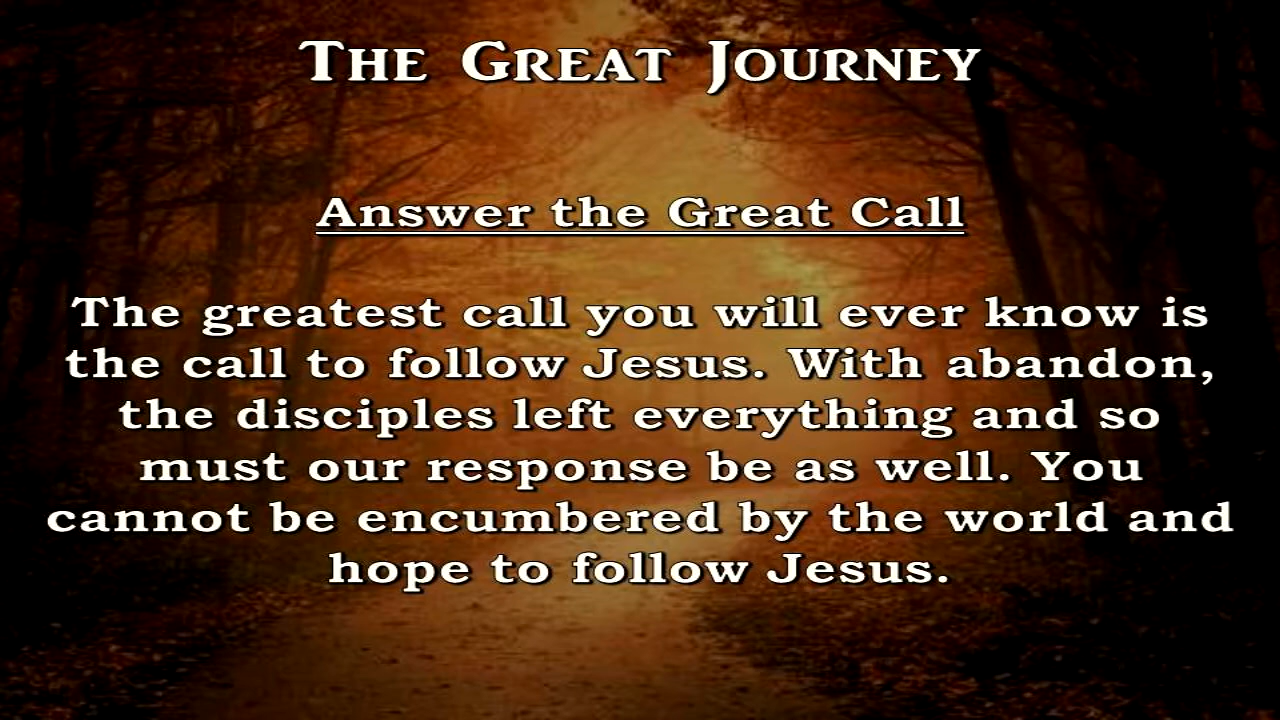 The Great Journey
Answer the Great Call
The greatest call you will ever know is
the call to follow Jesus. With abandon,
the disciples left everything and so
must our response be as well. You
cannot be encumbered by the world and
hope to follow Jesus.